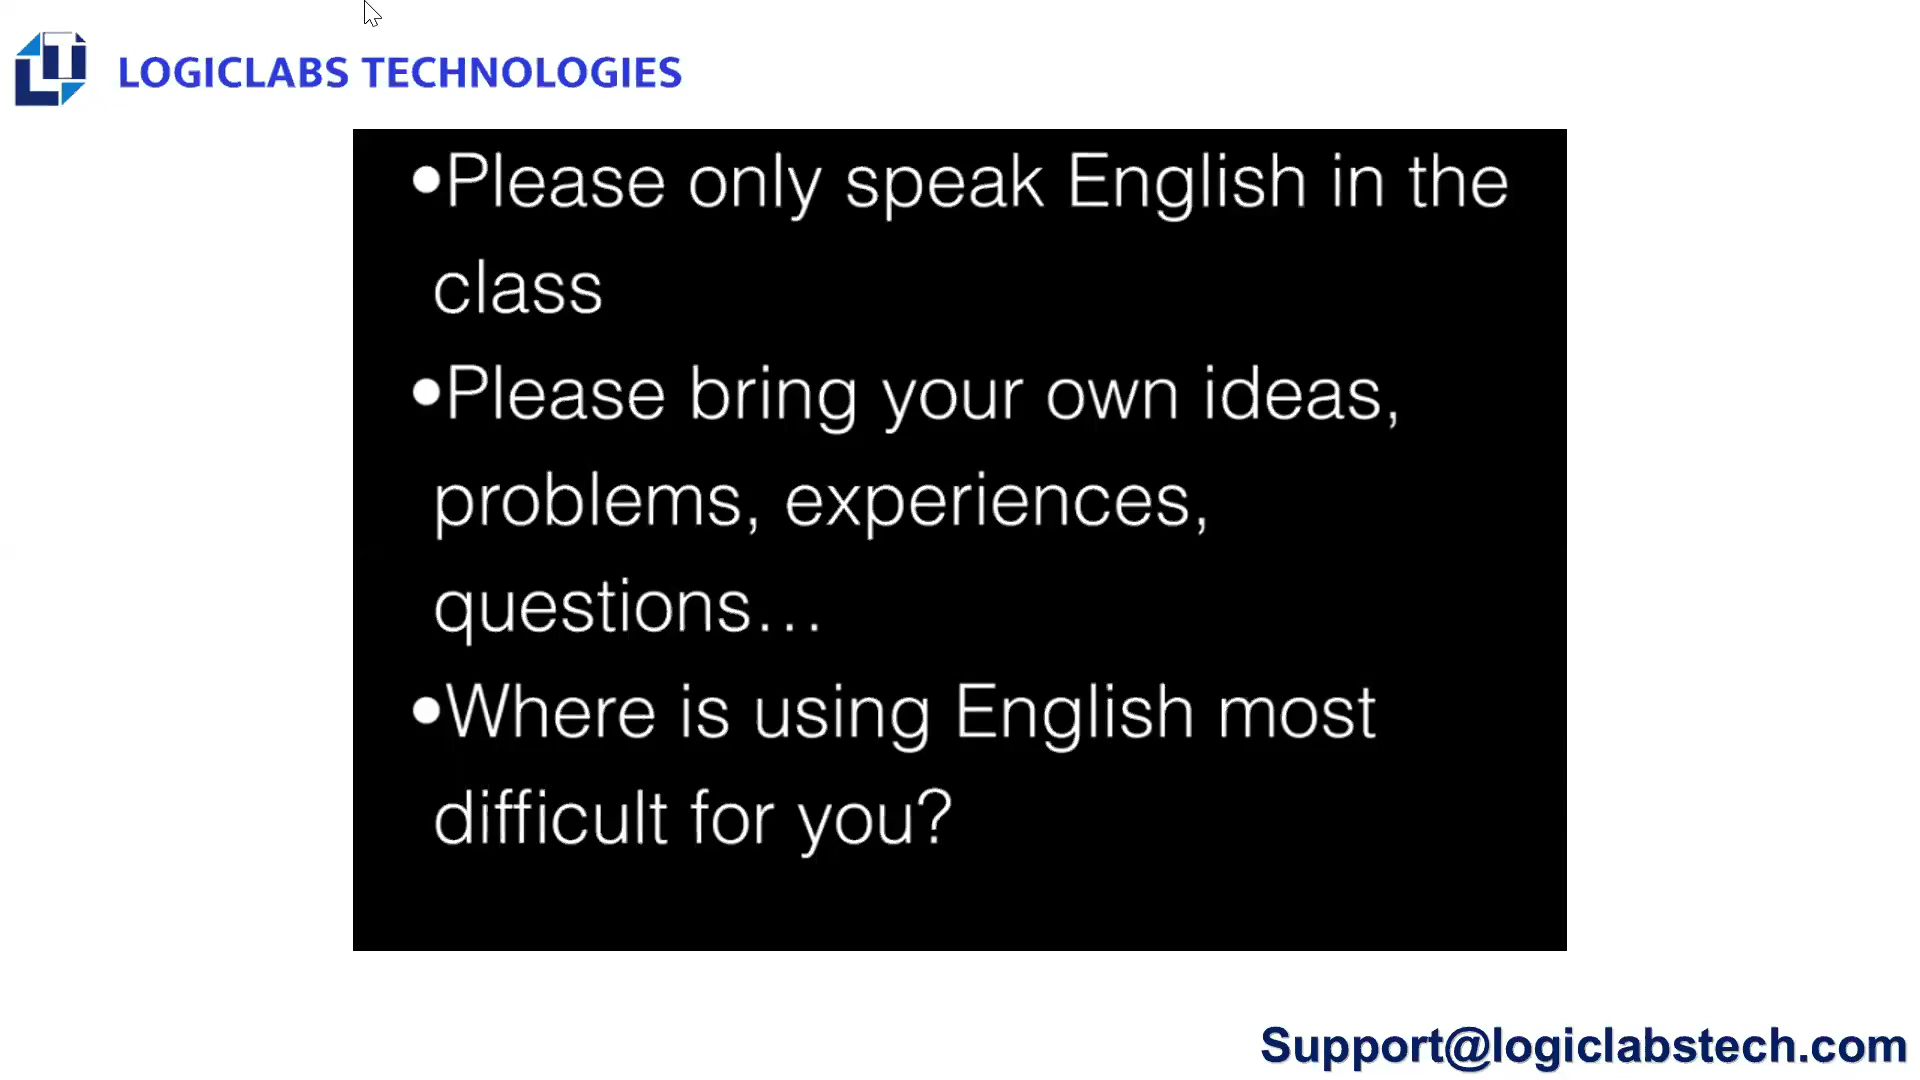 LOGICLABS TECHNOLOGIES
•Please only speak English in the
class
•Please bring your own ideas,
problems, experiences,
questions…
•Where is using English most
difficult for you?
Support@logiclabstech.com